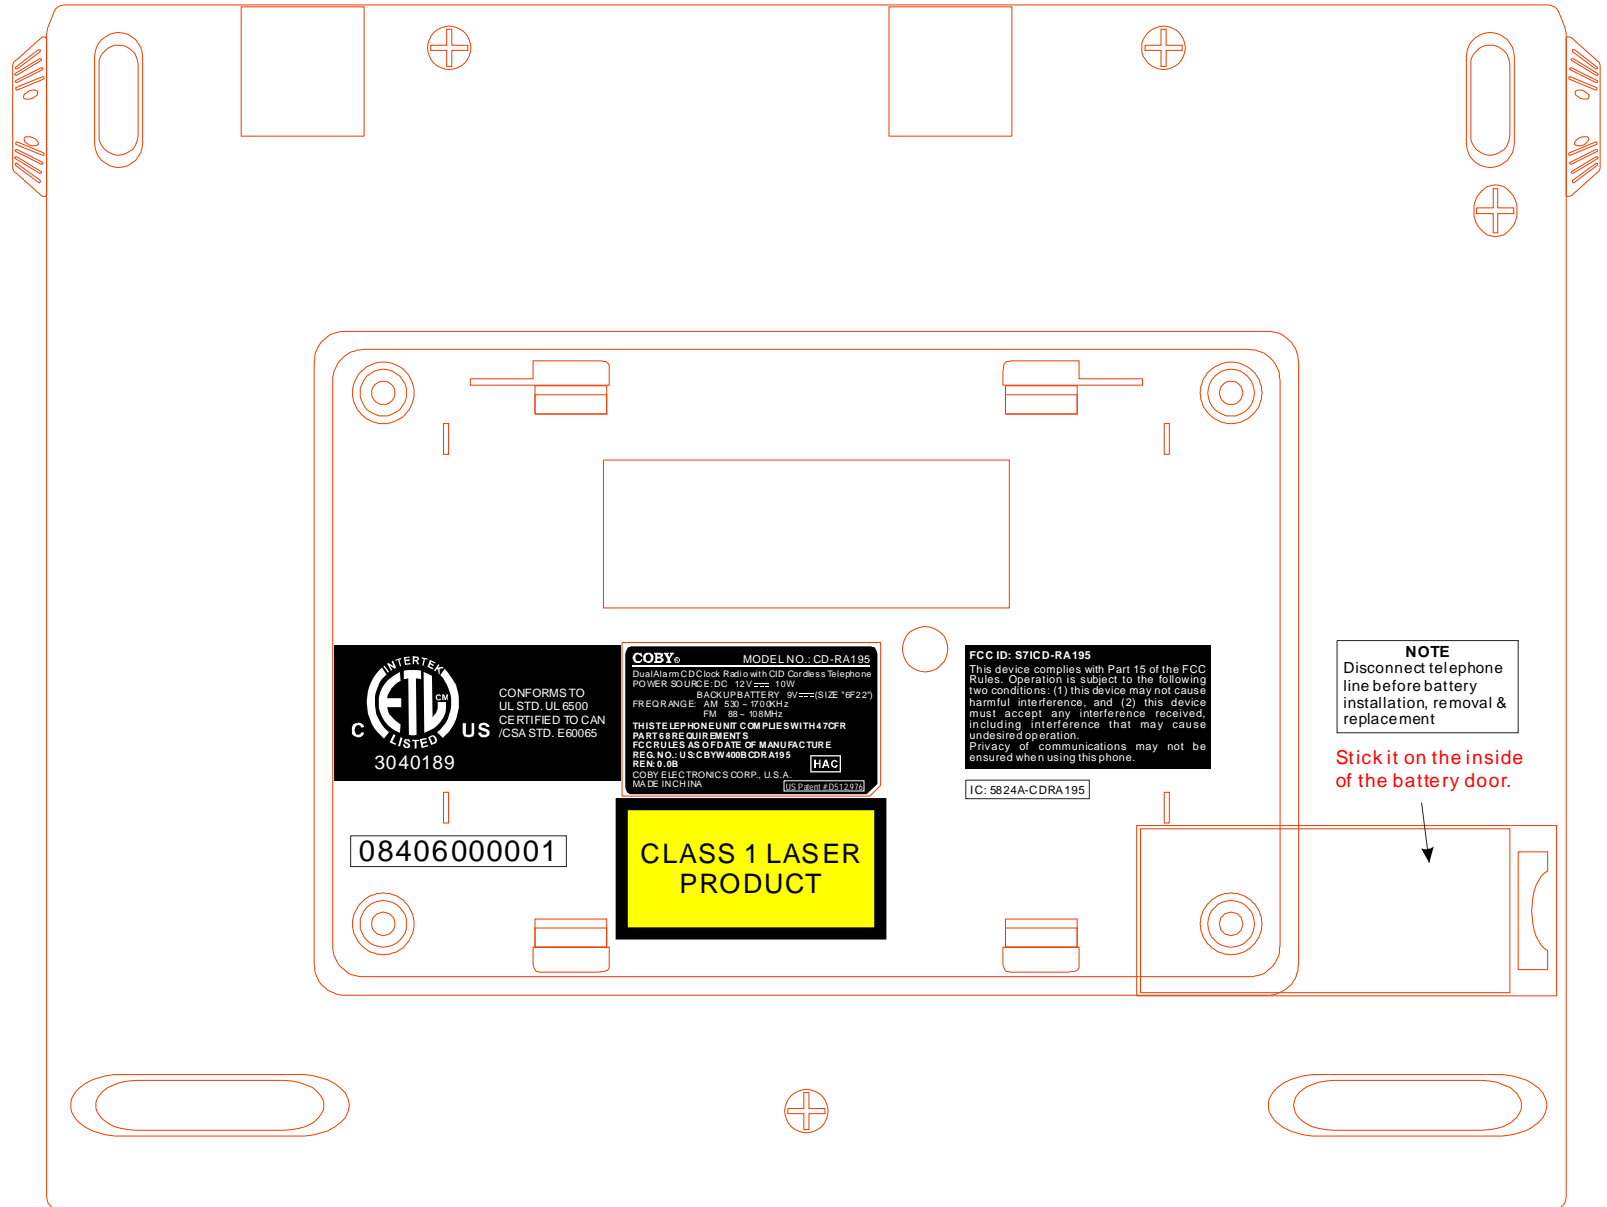 INTERTEK
ETL CM
C US
LISTED
3040189
CONFORMS TO
UL STD. UL 6500
CERTIFIED TO CAN
/CSA STD. E60065
COBY® MODEL NO.: CD-RA195
Dual Alarm CD Clock Radio with CID Cordless Telephone
POWER SOURCE: DC 12V ⎓ 10W
BACKUP BATTERY 9V ⎓ (SIZE "6F22")
FREQ RANGE: AM 530 ~ 1700KHz
FM 88 ~ 108MHz
THIS TELEPHONE UNIT COMPLIES WITH 47CFR
PART 68 REQUIREMENTS
FCC RULES AS OF DATE OF MANUFACTURE
REG. NO.: US:CBYW400BCDRA195
REN: 0.0B
HAC
COBY ELECTRONICS CORP., U.S.A.
MADE IN CHINA
US Patent # D512,976
FCC ID: S7ICD-RA195
This device complies with Part 15 of the FCC
Rules. Operation is subject to the following
two conditions: (1) this device may not cause
harmful interference, and (2) this device
must accept any interference received,
including interference that may cause
undesired operation.
Privacy of communications may not be
ensured when using this phone.
IC: 5824A-CDRA195
NOTE
Disconnect telephone
line before battery
installation, removal &
replacement
Stick it on the inside
of the battery door.
08406000001
CLASS 1 LASER
PRODUCT